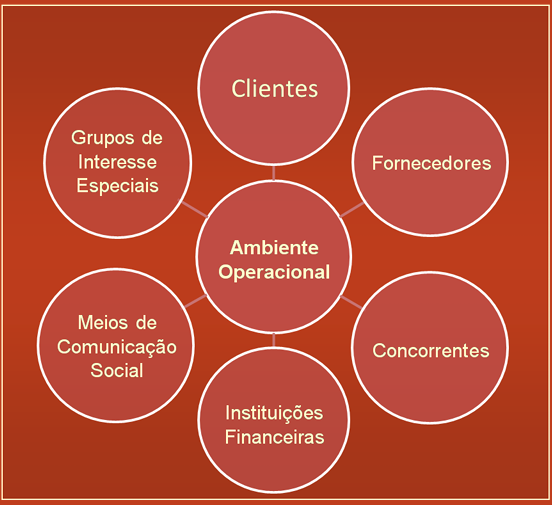 Clientes
Grupos de
Interesse
Especiais
Fornecedores
Ambiente
Operacional
Meios de
Comunicação
Social
Concorrentes
Instituições
Financeiras